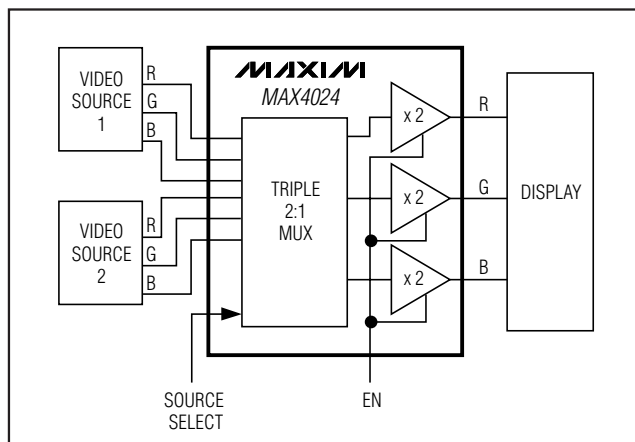 VIDEO
SOURCE
1
R
G
B
VIDEO
SOURCE
2
R
G
B
MAXIM
MAX4024
TRIPLE
2:1
MUX
x 2
x 2
x 2
R
G
B
DISPLAY
SOURCE
SELECT
EN